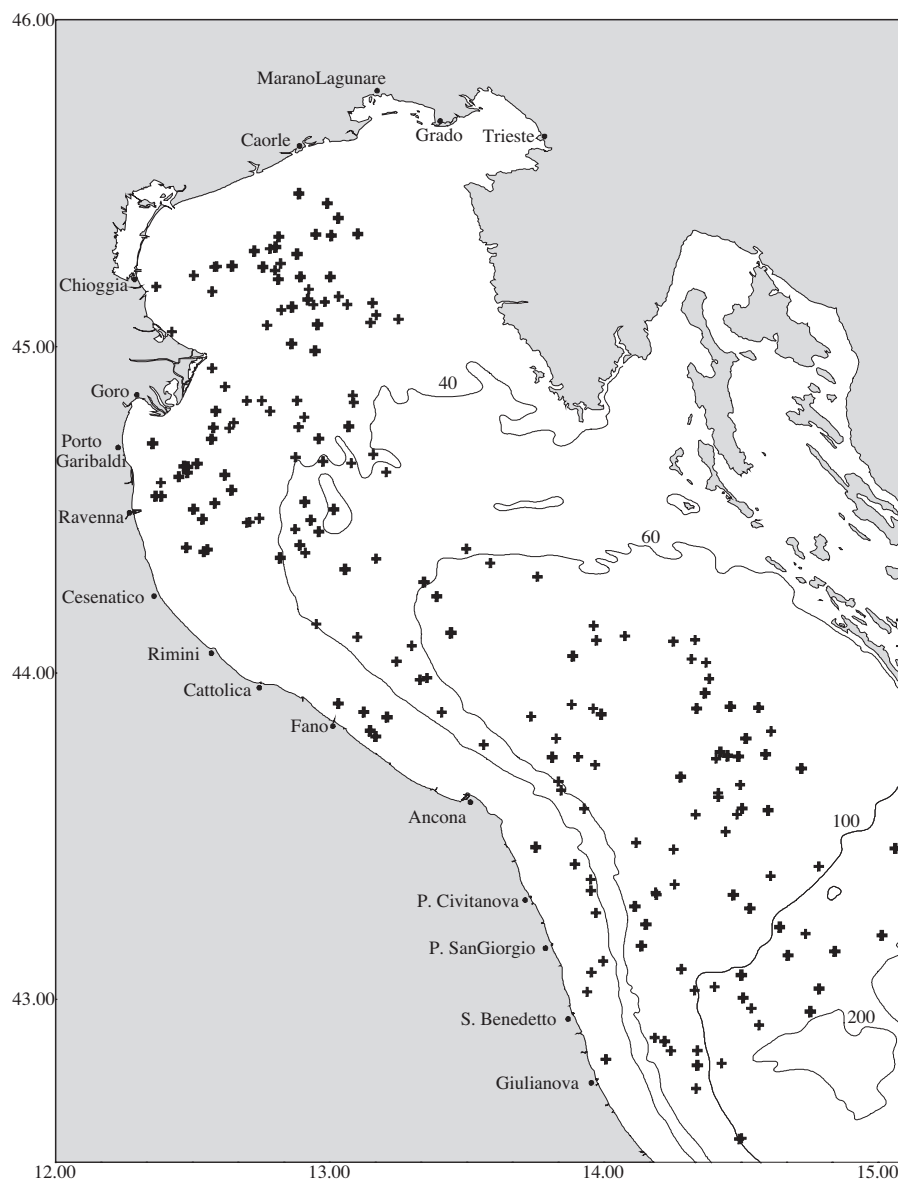 46.00
MaranoLagunare
Grado
Trieste
Caorle
Chioggia
45.00
Goro
40
Porto
Garibaldi
Ravenna
60
Cesenatico
44.00
Rimini
Cattolica
Fano
Ancona
100
P. Civitanova
P. SanGiorgio
43.00
S. Benedetto
200
Giulianova
12.00
13.00
14.00
15.00